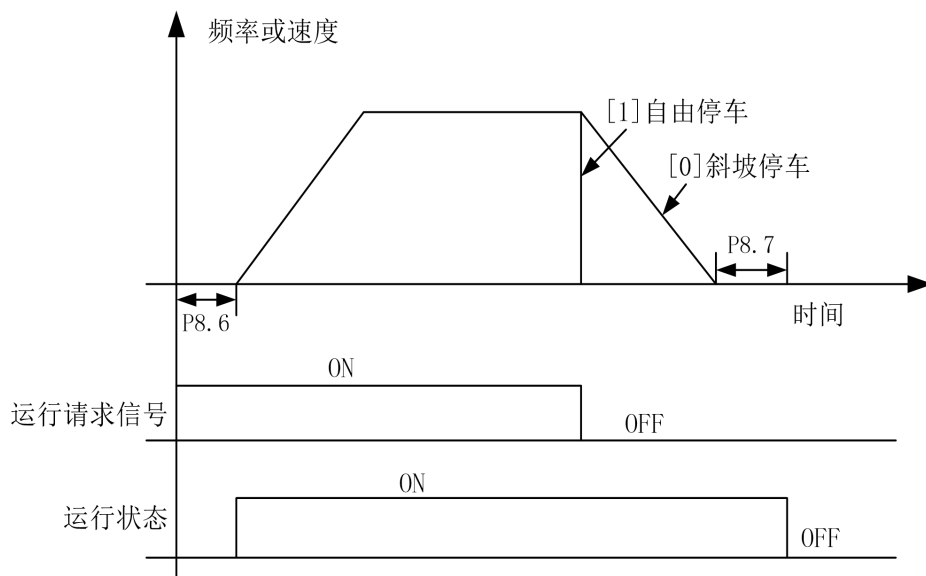 频率或速度
[1]自由停车
[0]斜坡停车
P8.7
P8.6
时间
ON
运行请求信号
OFF
ON
运行状态
OFF